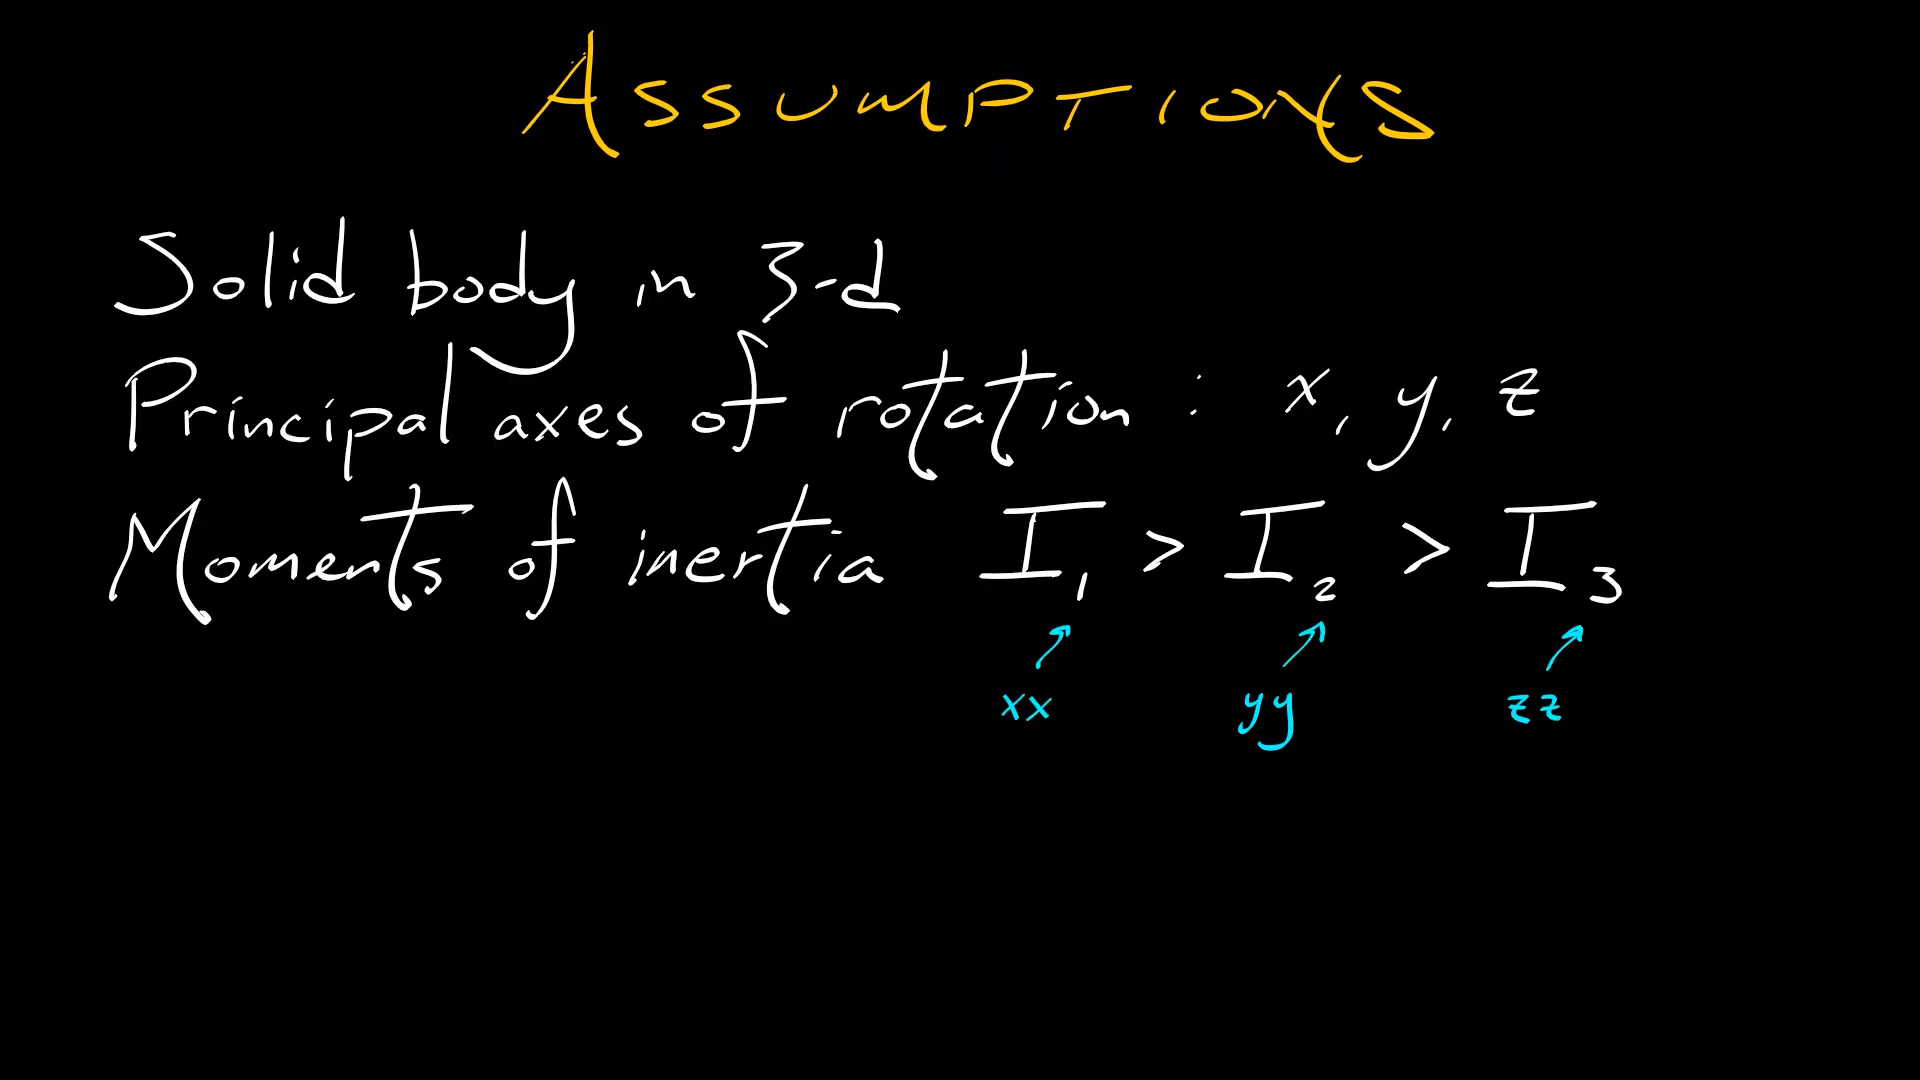 ASSUMPTIONS
Solid body in 3-d
Principal axes of rotation : x, y, z
Moments of inertia I₁ > I₂ > I₃
xx yy zz